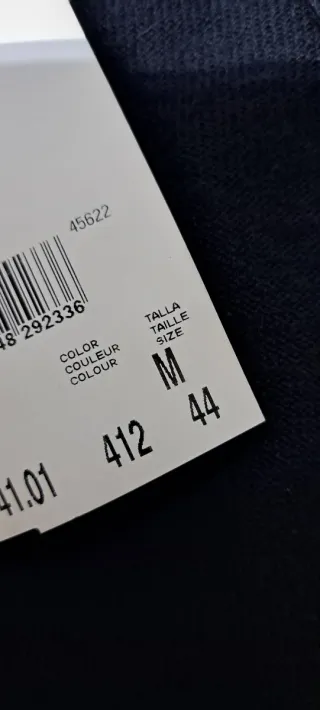 45622
48 292336
COLOR
COULEUR
COLOUR
TALLA
TAILLE
SIZE
M
41.01 412 44